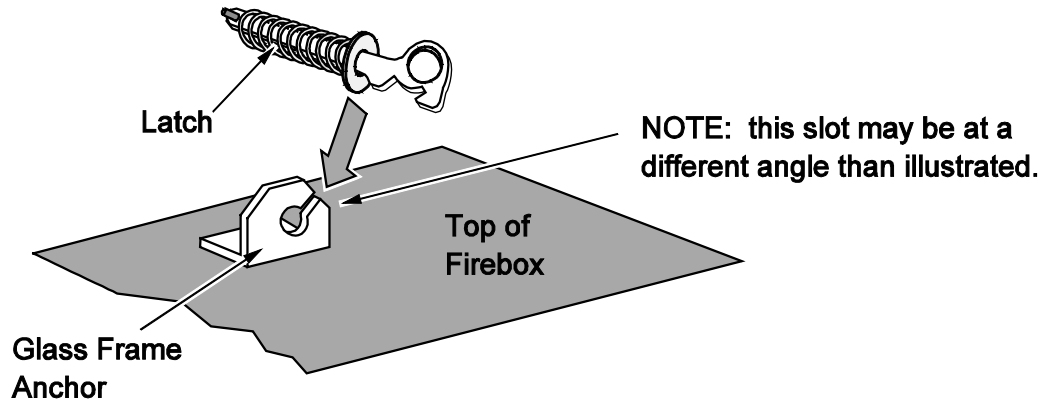 Latch
NOTE:  this slot may be at a
different angle than illustrated.
Top of
Firebox
Glass Frame
Anchor